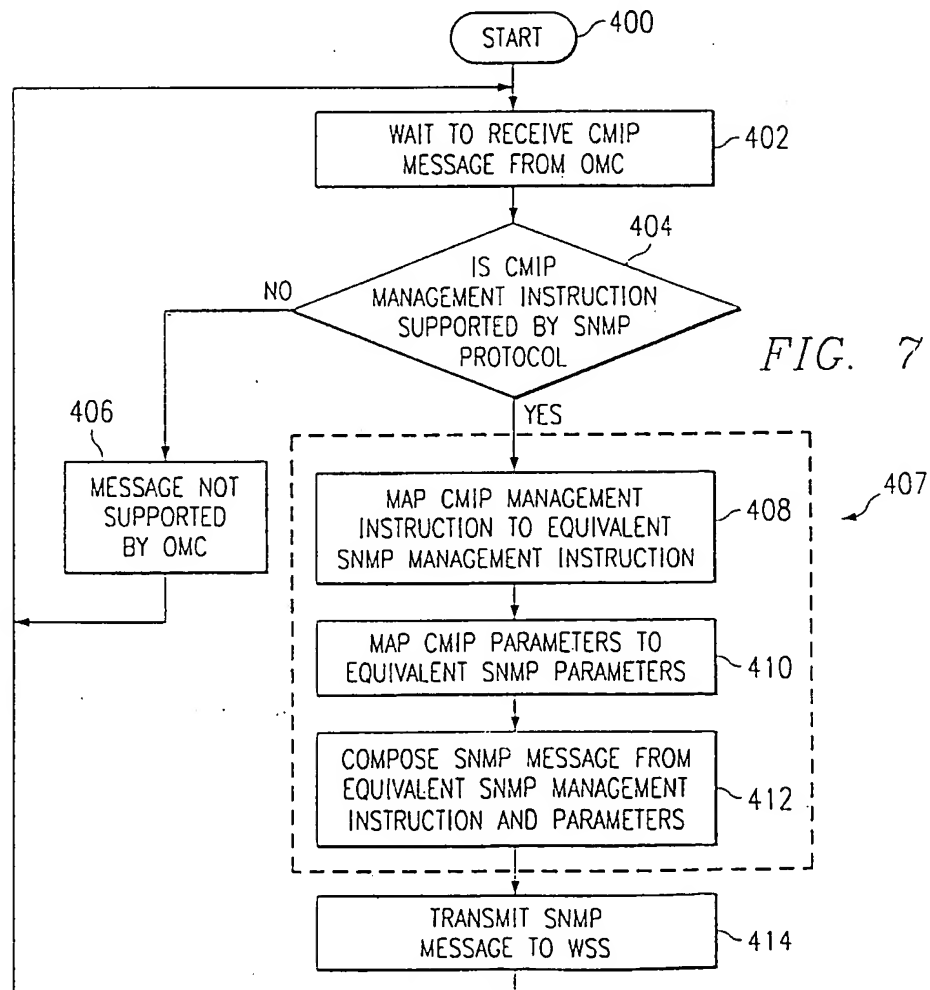 START
400
WAIT TO RECEIVE CMIP
MESSAGE FROM OMC
402
404
IS CMIP
MANAGEMENT INSTRUCTION
SUPPORTED BY SNMP
PROTOCOL
NO
YES
FIG. 7
406
MESSAGE NOT
SUPPORTED
BY OMC
407
MAP CMIP MANAGEMENT
INSTRUCTION TO EQUIVALENT
SNMP MANAGEMENT INSTRUCTION
408
MAP CMIP PARAMETERS TO
EQUIVALENT SNMP PARAMETERS
410
COMPOSE SNMP MESSAGE FROM
EQUIVALENT SNMP MANAGEMENT
INSTRUCTION AND PARAMETERS
412
TRANSMIT SNMP
MESSAGE TO WSS
414